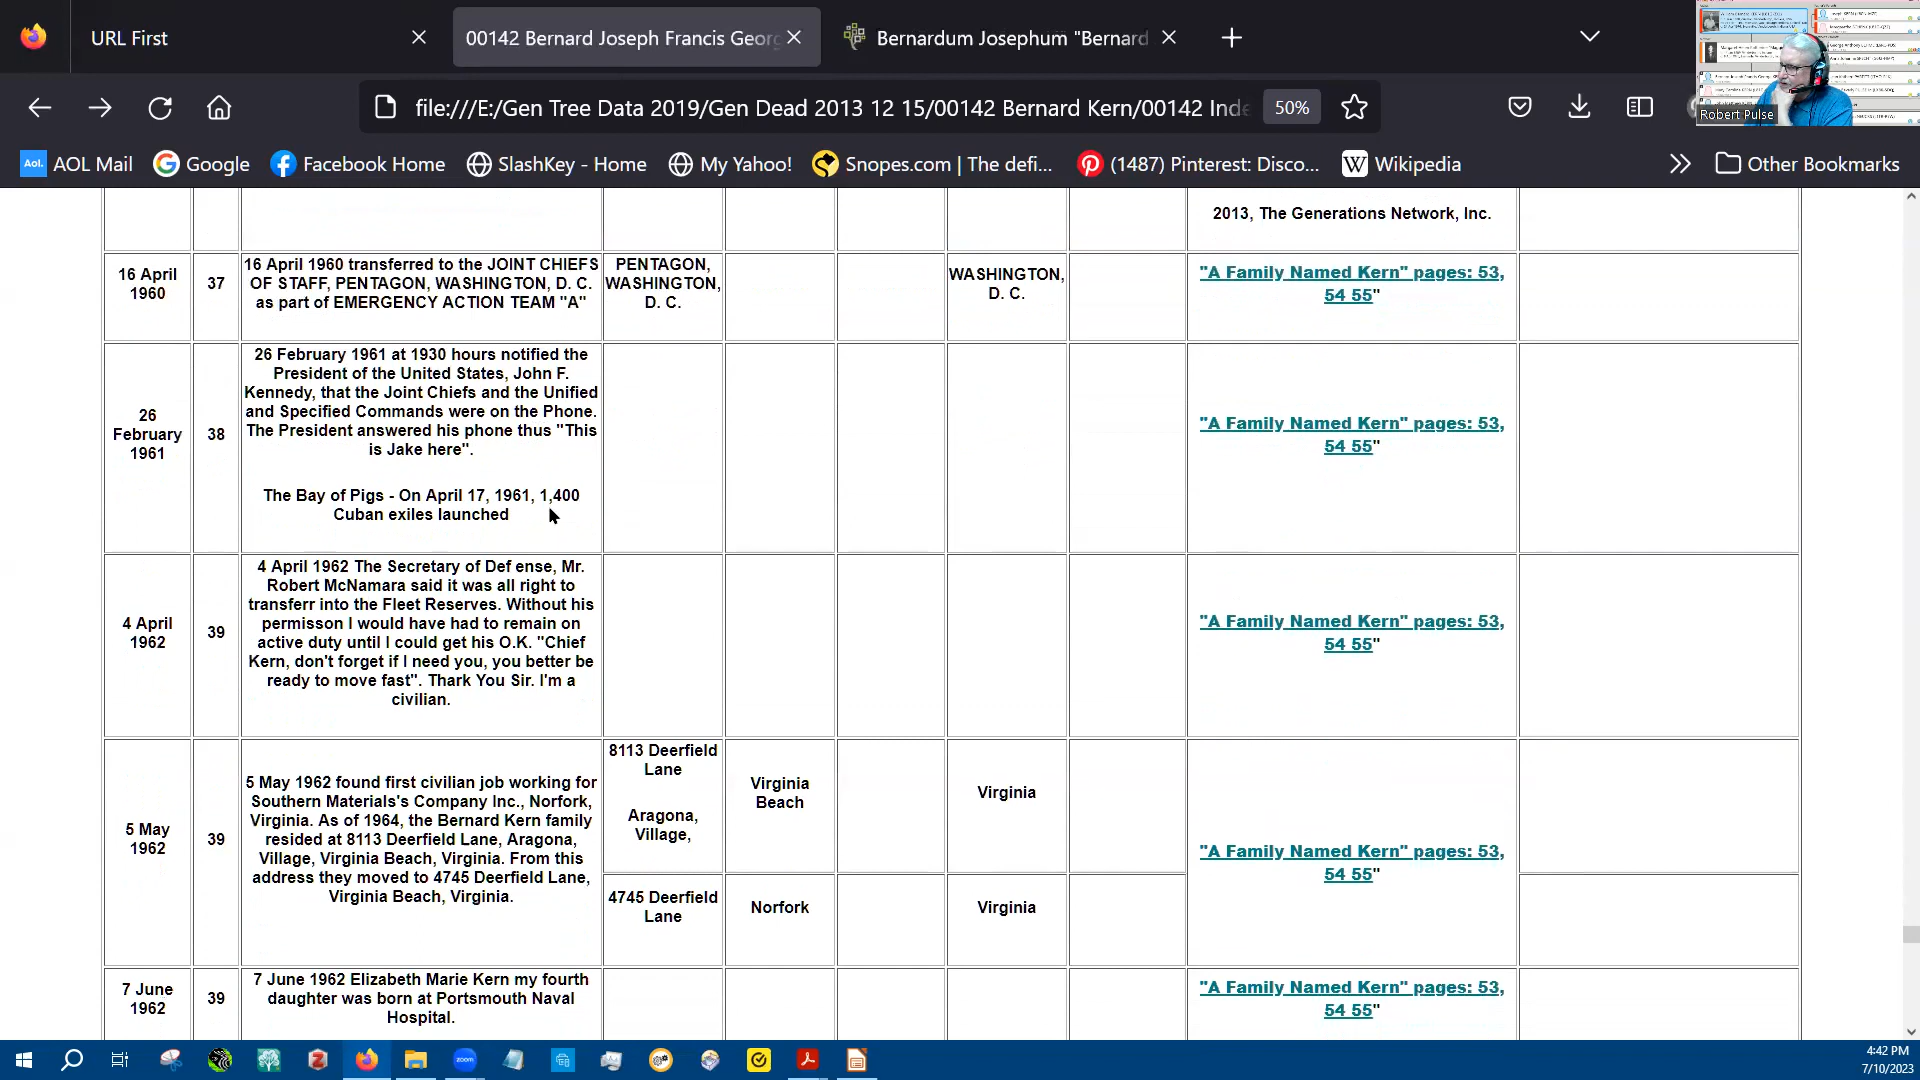 URL First
00142 Bernard Joseph Francis Geor
Bernardum Josephum "Bernard
file:///E:/Gen Tree Data 2019/Gen Dead 2013 12 15/00142 Bernard Kern/00142 Ind
50%
Robert Pulse
Aol.
AOL Mail
Google
Facebook Home
SlashKey - Home
My Yahoo!
Snopes.com | The defi...
(1487) Pinterest: Disco...
W
Wikipedia
Other Bookmarks
2013, The Generations Network, Inc.
16 April
1960
37
16 April 1960 transferred to the JOINT CHIEFS
OF STAFF, PENTAGON, WASHINGTON, D. C.
as part of EMERGENCY ACTION TEAM "A"
PENTAGON,
WASHINGTON,
D. C.
WASHINGTON,
D. C.
"A Family Named Kern" pages: 53,
54 55"
26
February
1961
38
26 February 1961 at 1930 hours notified the
President of the United States, John F.
Kennedy, that the Joint Chiefs and the Unified
and Specified Commands were on the Phone.
The President answered his phone thus "This
is Jake here".
The Bay of Pigs - On April 17, 1961, 1,400
Cuban exiles launched
"A Family Named Kern" pages: 53,
54 55"
4 April
1962
39
4 April 1962 The Secretary of Def ense, Mr.
Robert McNamara said it was all right to
transferr into the Fleet Reserves. Without his
permisson I would have had to remain on
active duty until I could get his O.K. "Chief
Kern, don't forget if I need you, you better be
ready to move fast". Thark You Sir. I'm a
civilian.
"A Family Named Kern" pages: 53,
54 55"
5 May
1962
39
5 May 1962 found first civilian job working for
Southern Materials's Company Inc., Norfork,
Virginia. As of 1964, the Bernard Kern family
resided at 8113 Deerfield Lane, Aragona,
Village, Virginia Beach, Virginia. From this
address they moved to 4745 Deerfield Lane,
Virginia Beach, Virginia.
8113 Deerfield
Lane
Aragona,
Village,
Virginia
Beach
Virginia
4745 Deerfield
Lane
Norfork
Virginia
"A Family Named Kern" pages: 53,
54 55"
7 June
1962
39
7 June 1962 Elizabeth Marie Kern my fourth
daughter was born at Portsmouth Naval
Hospital.
"A Family Named Kern" pages: 53,
54 55"
zoom
4:42 PM
7/10/2023